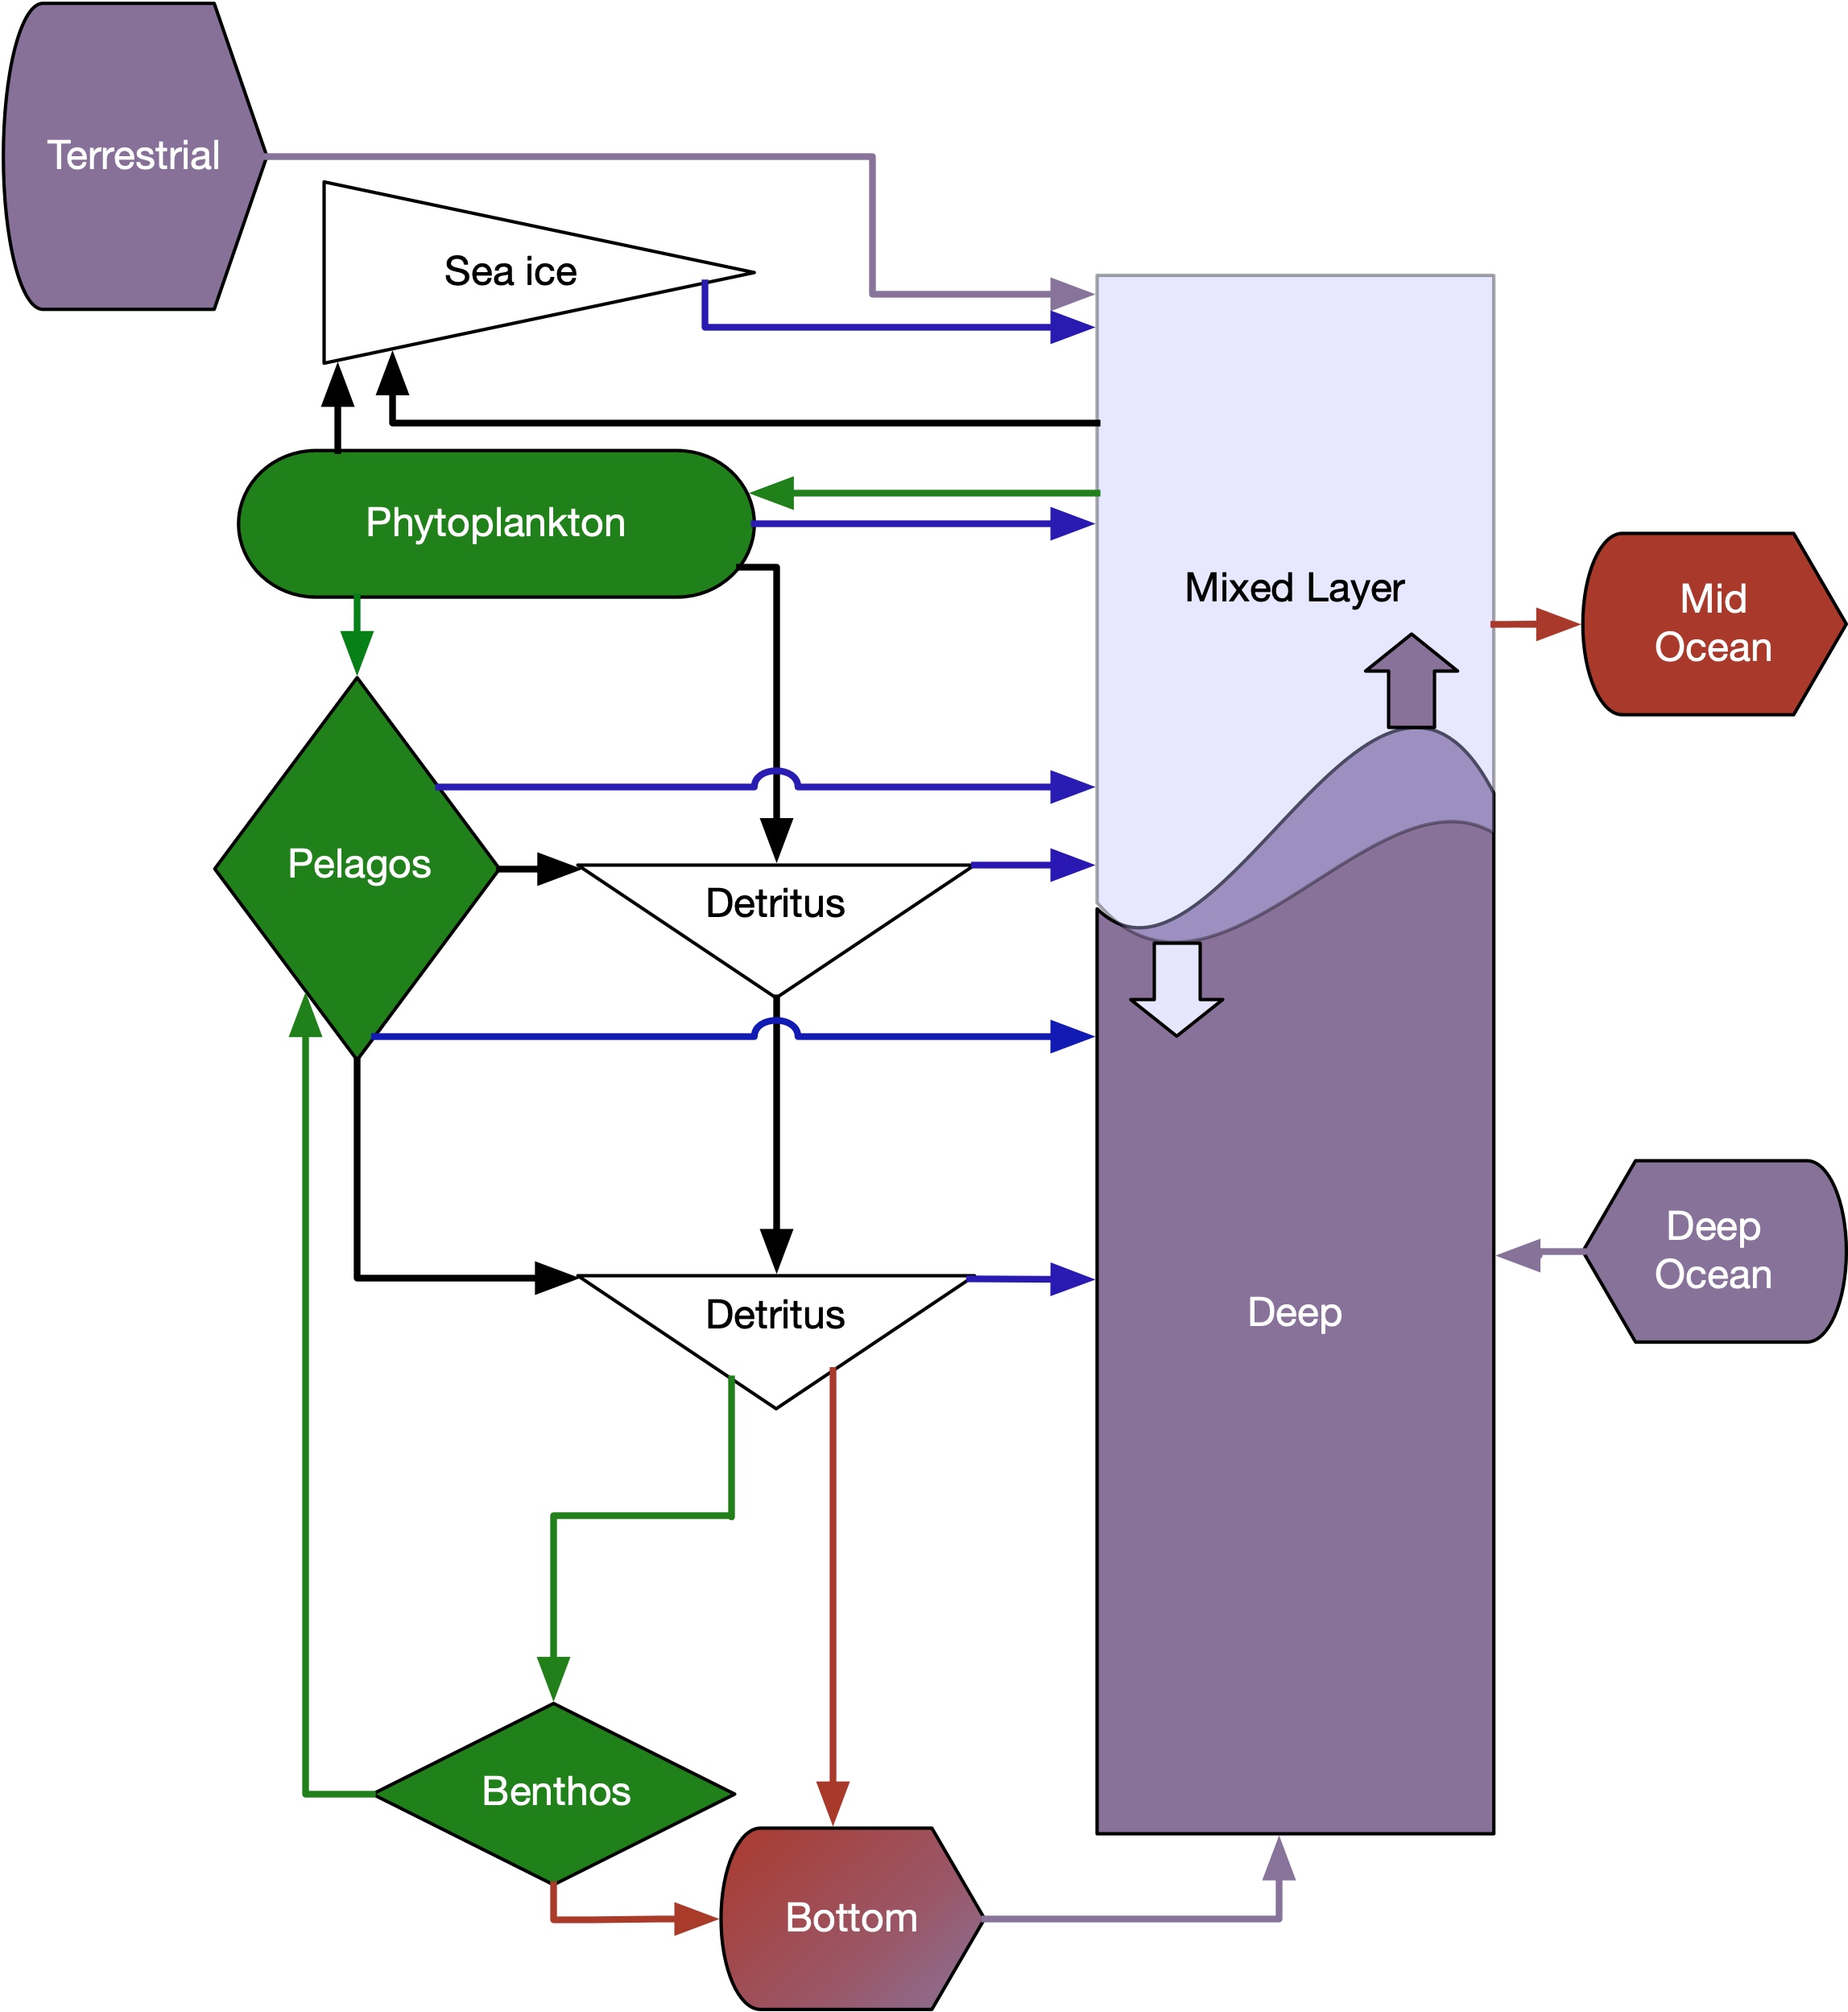 Terrestrial
Sea ice
Phytoplankton
Mixed Layer
Mid
Ocean
Pelagos
Detritus
Deep
Ocean
Detritus
Deep
Benthos
Bottom